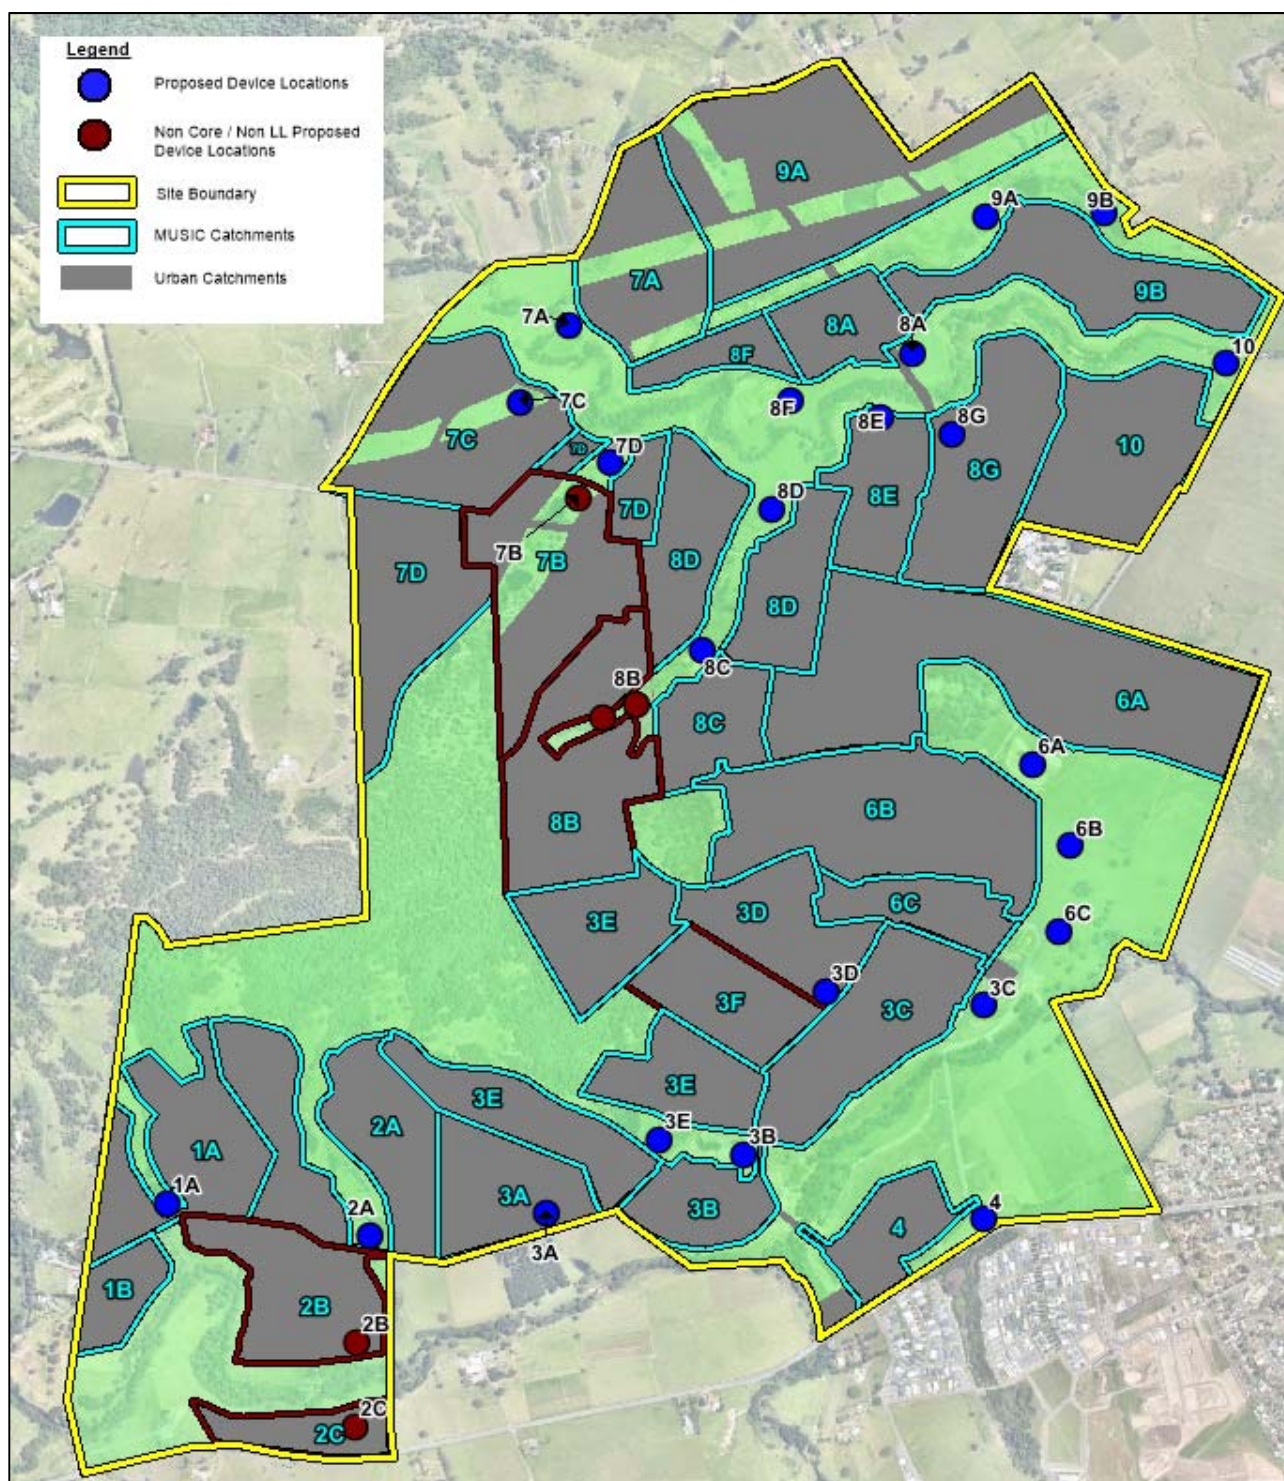 Legend
Proposed Device Locations
Non Core / Non LL Proposed
Device Locations
Site Boundary
MUSIC Catchments
Urban Catchments
9A
9A
9B
7A
9B
7A
8A
8A
8F
10
7C
8F
8E
8G
7C
7D
7D
10
8G
8E
7D
8D
7B
7B
8D
7D
8D
8C
8B
6A
8C
6A
6B
8B
6B
6C
3D
3E
6C
3D
3C
3F
3C
3E
3E
2A
3E
3B
1A
1A
3A
3B
2A
4
4
3A
1B
2B
2B
2C
2C